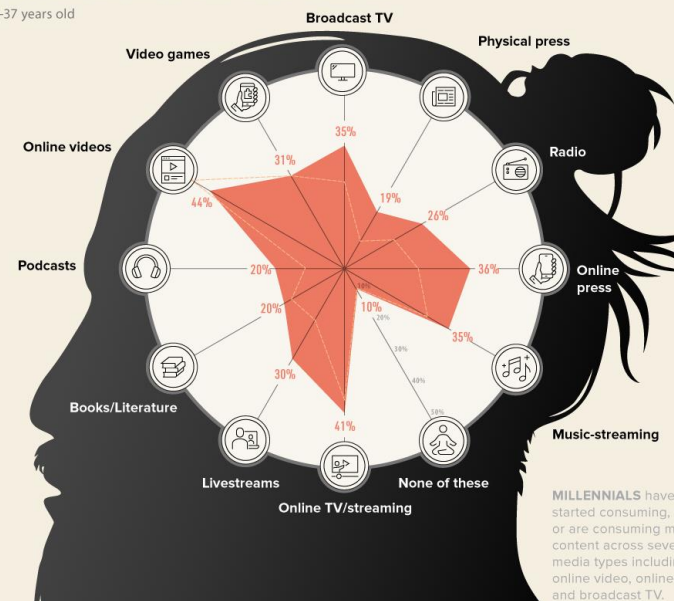 -37 years old
Broadcast TV
Physical press
Video games
35%
Online videos
31%
Radio
19%
44%
26%
Podcasts
20%
36%
Online
press
10%
20%
10%
20%
35%
30%
30%
40%
50%
Books/Literature
41%
Music-streaming
Livestreams
None of these
Online TV/streaming
MILLENNIALS have
started consuming,
or are consuming m
content across seve
media types includin
online video, online
and broadcast TV.